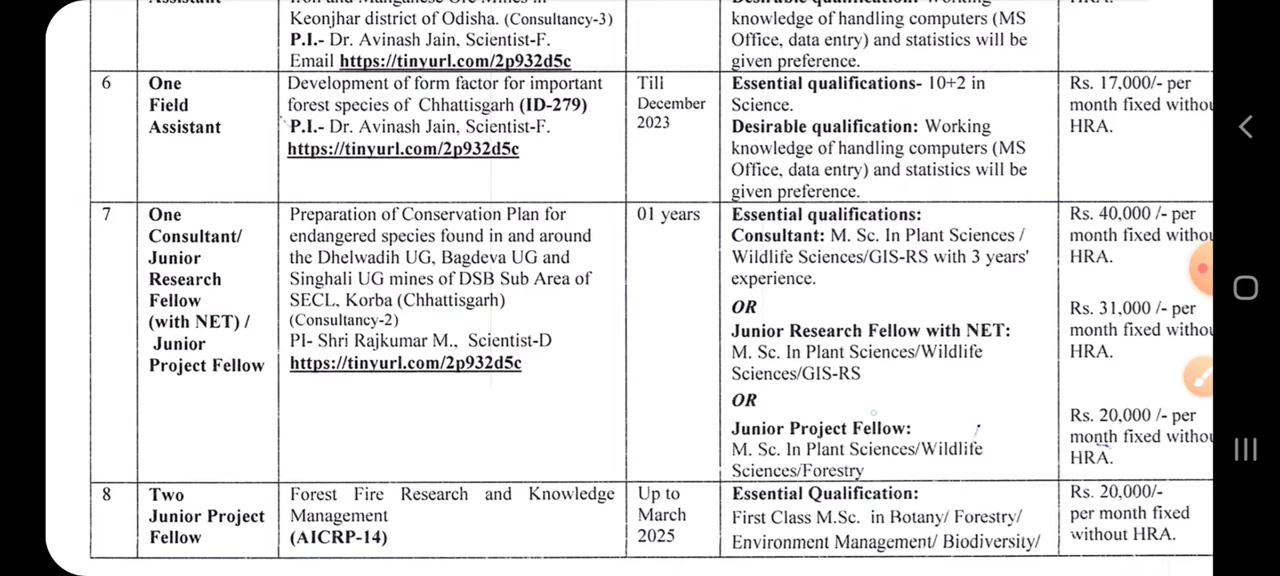 Assistant
Iron and Manganese Ore Mines in
Keonjhar district of Odisha. (Consultancy-3)
P.I.- Dr. Avinash Jain, Scientist-F.
Email https://tinyurl.com/2p932d5c
Desirable qualification: Working
knowledge of handling computers (MS
Office, data entry) and statistics will be
given preference.
HRA.
6
One
Field
Assistant
Development of form factor for important
forest species of Chhattisgarh (ID-279)
P.I.- Dr. Avinash Jain, Scientist-F.
https://tinyurl.com/2p932d5c
Till
December
2023
Essential qualifications- 10+2 in
Science.
Desirable qualification: Working
knowledge of handling computers (MS
Office, data entry) and statistics will be
given preference.
Rs. 17,000/- per
month fixed withou
HRA.
7
One
Consultant/
Junior
Research
Fellow
(with NET) /
Junior
Project Fellow
Preparation of Conservation Plan for
endangered species found in and around
the Dhelwadih UG, Bagdeva UG and
Singhali UG mines of DSB Sub Area of
SECL, Korba (Chhattisgarh)
(Consultancy-2)
PI- Shri Rajkumar M., Scientist-D
https://tinyurl.com/2p932d5c
01 years
Essential qualifications:
Consultant: M. Sc. In Plant Sciences /
Wildlife Sciences/GIS-RS with 3 years'
experience.
OR
Junior Research Fellow with NET:
M. Sc. In Plant Sciences/Wildlife
Sciences/GIS-RS
OR
Junior Project Fellow:
M. Sc. In Plant Sciences/Wildlife
Sciences/Forestry
Rs. 40,000 /- per
month fixed withou
HRA.
Rs. 31,000 /- per
month fixed withou
HRA.
Rs. 20,000 /- per
month fixed withou
HRA.
8
Two
Junior Project
Fellow
Forest Fire Research and Knowledge
Management
(AICRP-14)
Up to
March
2025
Essential Qualification:
First Class M.Sc. in Botany/ Forestry/
Environment Management/ Biodiversity/
Rs. 20,000/-
per month fixed
without HRA.